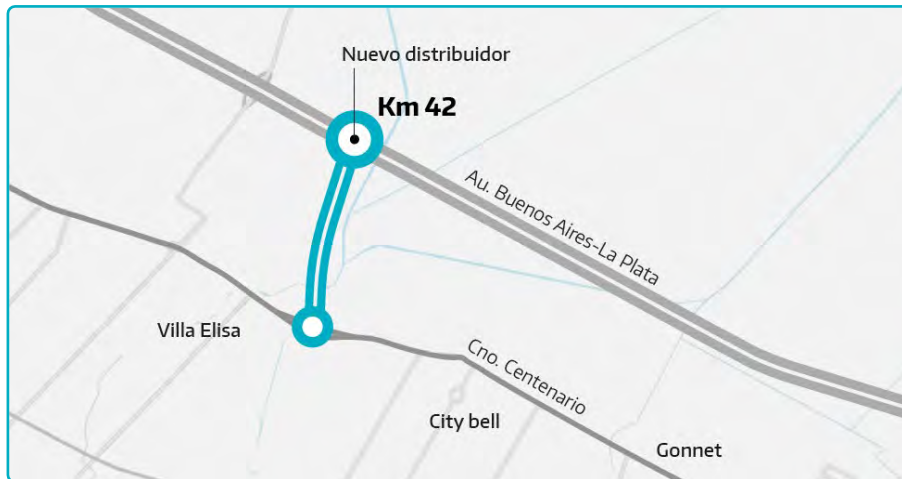 Nuevo distribuidor
Km 42
Au. Buenos Aires-La Plata
Villa Elisa
Cno. Centenario
City bell
Gonnet